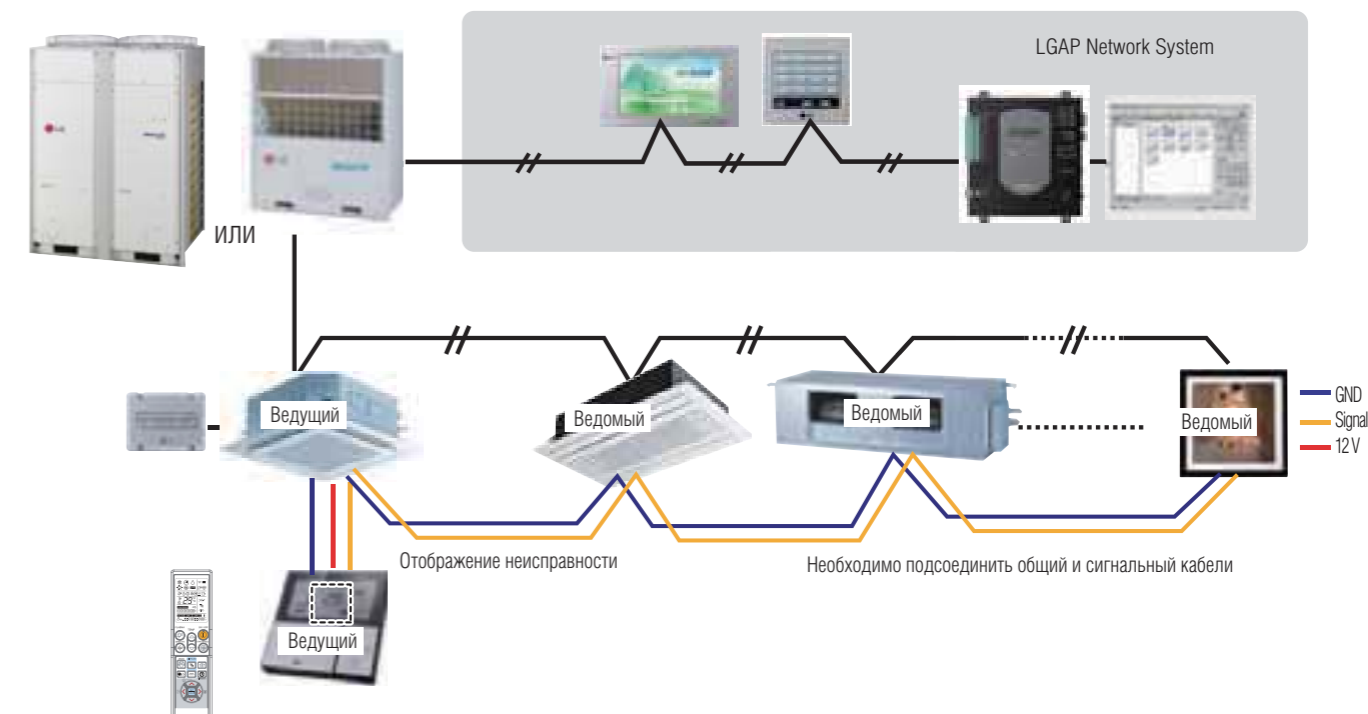 LGAP Network System
ИЛИ
Ведущий
Ведомый
Ведомый
Ведомый
GND
Signal
12 V
Отображение неисправности
Необходимо подсоединить общий и сигнальный кабели
Ведущий